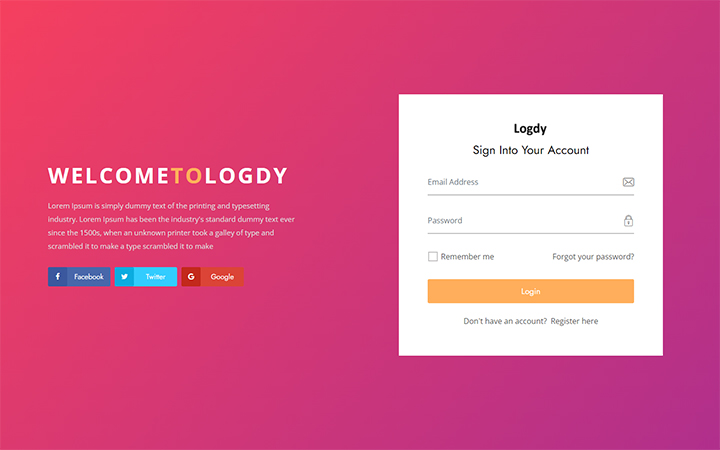 WELCOMETOLOGDY
Lorem Ipsum is simply dummy text of the printing and typesetting
industry. Lorem Ipsum has been the industry's standard dummy text ever
since the 1500s, when an unknown printer took a galley of type and
scrambled it to make a type scrambled it to make
Facebook
Twitter
Google
Logdy
Sign Into Your Account
Email Address
Password
Remember me
Forgot your password?
Login
Don't have an account? Register here